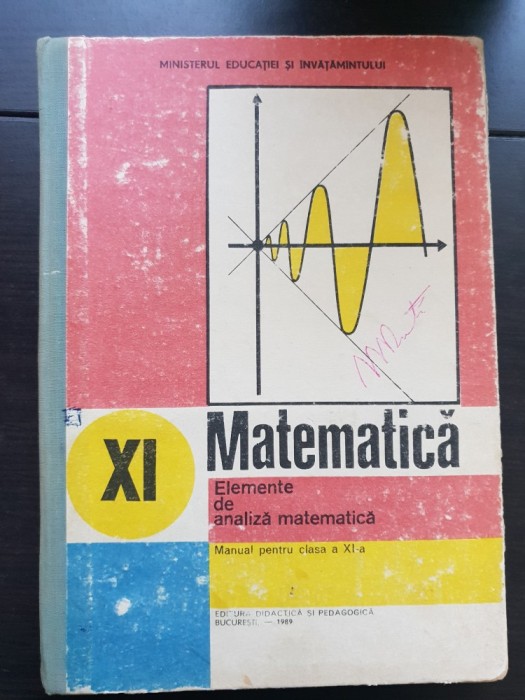 MINISTERUL EDUCAȚIEI ȘI ÎNVĂȚĂMÎNTULUI
XI
Matematică
Elemente
de
analiză matematică
Manual pentru clasa a XI-a
EDITURA DIDACTICĂ ȘI PEDAGOGICĂ
BUCUREȘTI — 1989